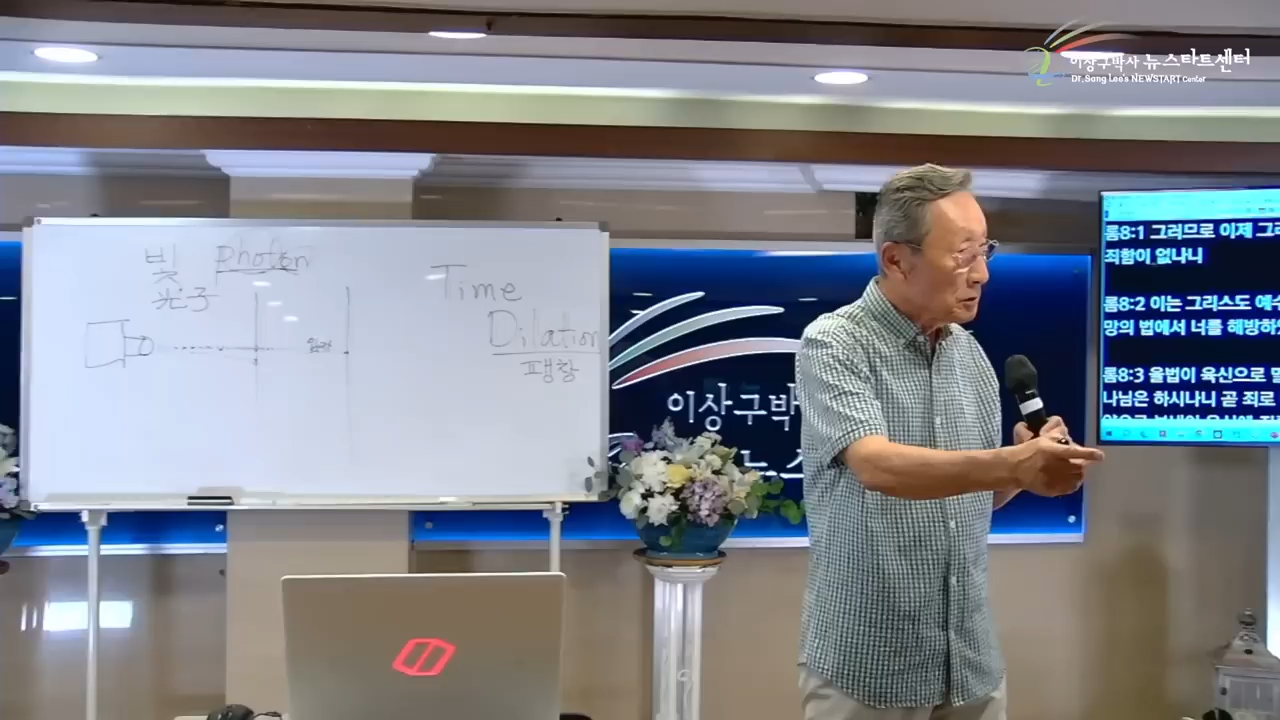 이상구박사 뉴스타트센터
Dr. Sang Lee's NEWSTART Center
빛 photon
光子
입자
Time
Dilation
팽창
이상구박
뉴스
롬8:1 그러므로 이제 그리
죄함이 없나니
롬8:2 이는 그리스도 예수
망의 법에서 너를 해방하
롬8:3 율법이 육신으로 말
나님은 하시나니 곧 죄로